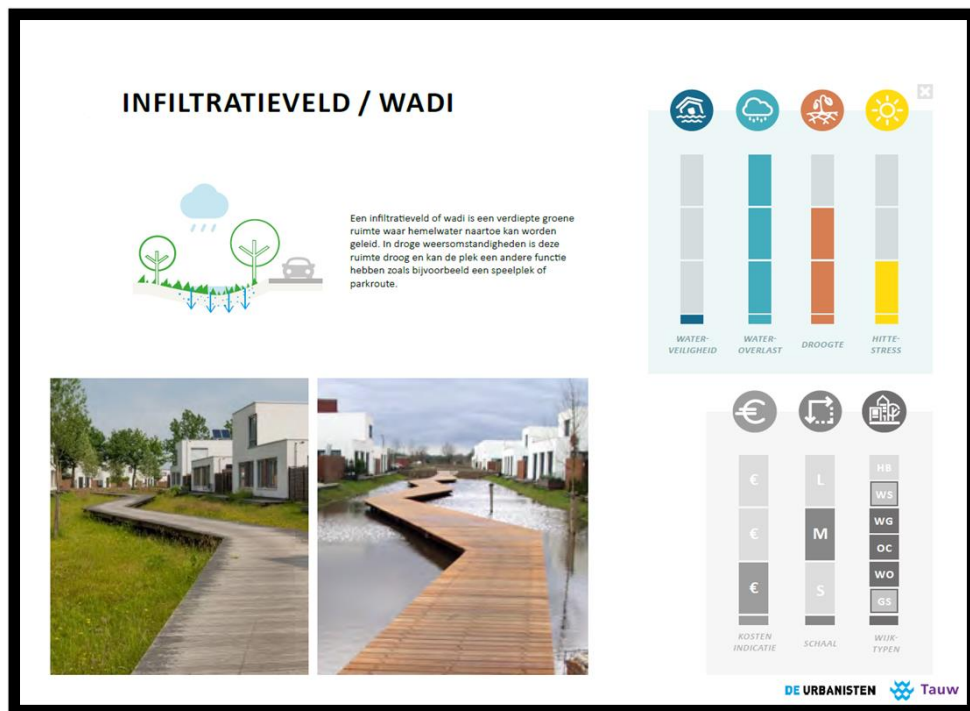 INFILTRATIEVELD / WADI
Een infiltratieveld of wadi is een verdiepte groene
ruimte waar hemelwater naartoe kan worden
geleid. In droge weersomstandigheden is deze
ruimte droog en kan de plek een andere functie
hebben zoals bijvoorbeeld een speelplek of
parkroute.
WATER-
VEILIGHEID
WATER-
OVERLAST
DROOGTE
HITTE-
STRESS
€
€
€
€
L
M
S
HB
WS
WG
OC
WO
GS
KOSTEN
INDICATIE
SCHAAL
WIJK-
TYPEN
DE URBANISTEN
Tauw